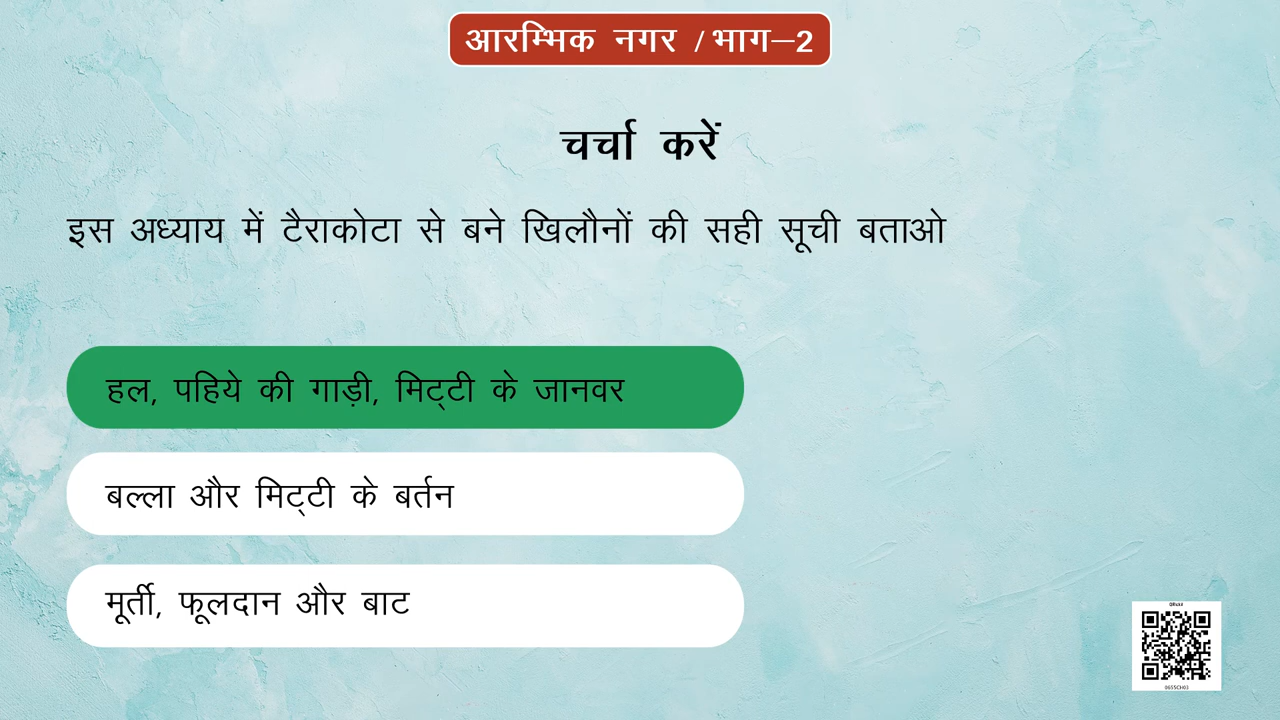 आरम्भिक नगर / भाग–2
चर्चा करें
इस अध्याय में टैराकोटा से बने खिलौनों की सही सूची बताओ
हल, पहिये की गाड़ी, मिट्टी के जानवर
बल्ला और मिट्टी के बर्तन
मूर्ती, फूलदान और बाट
0655CH03